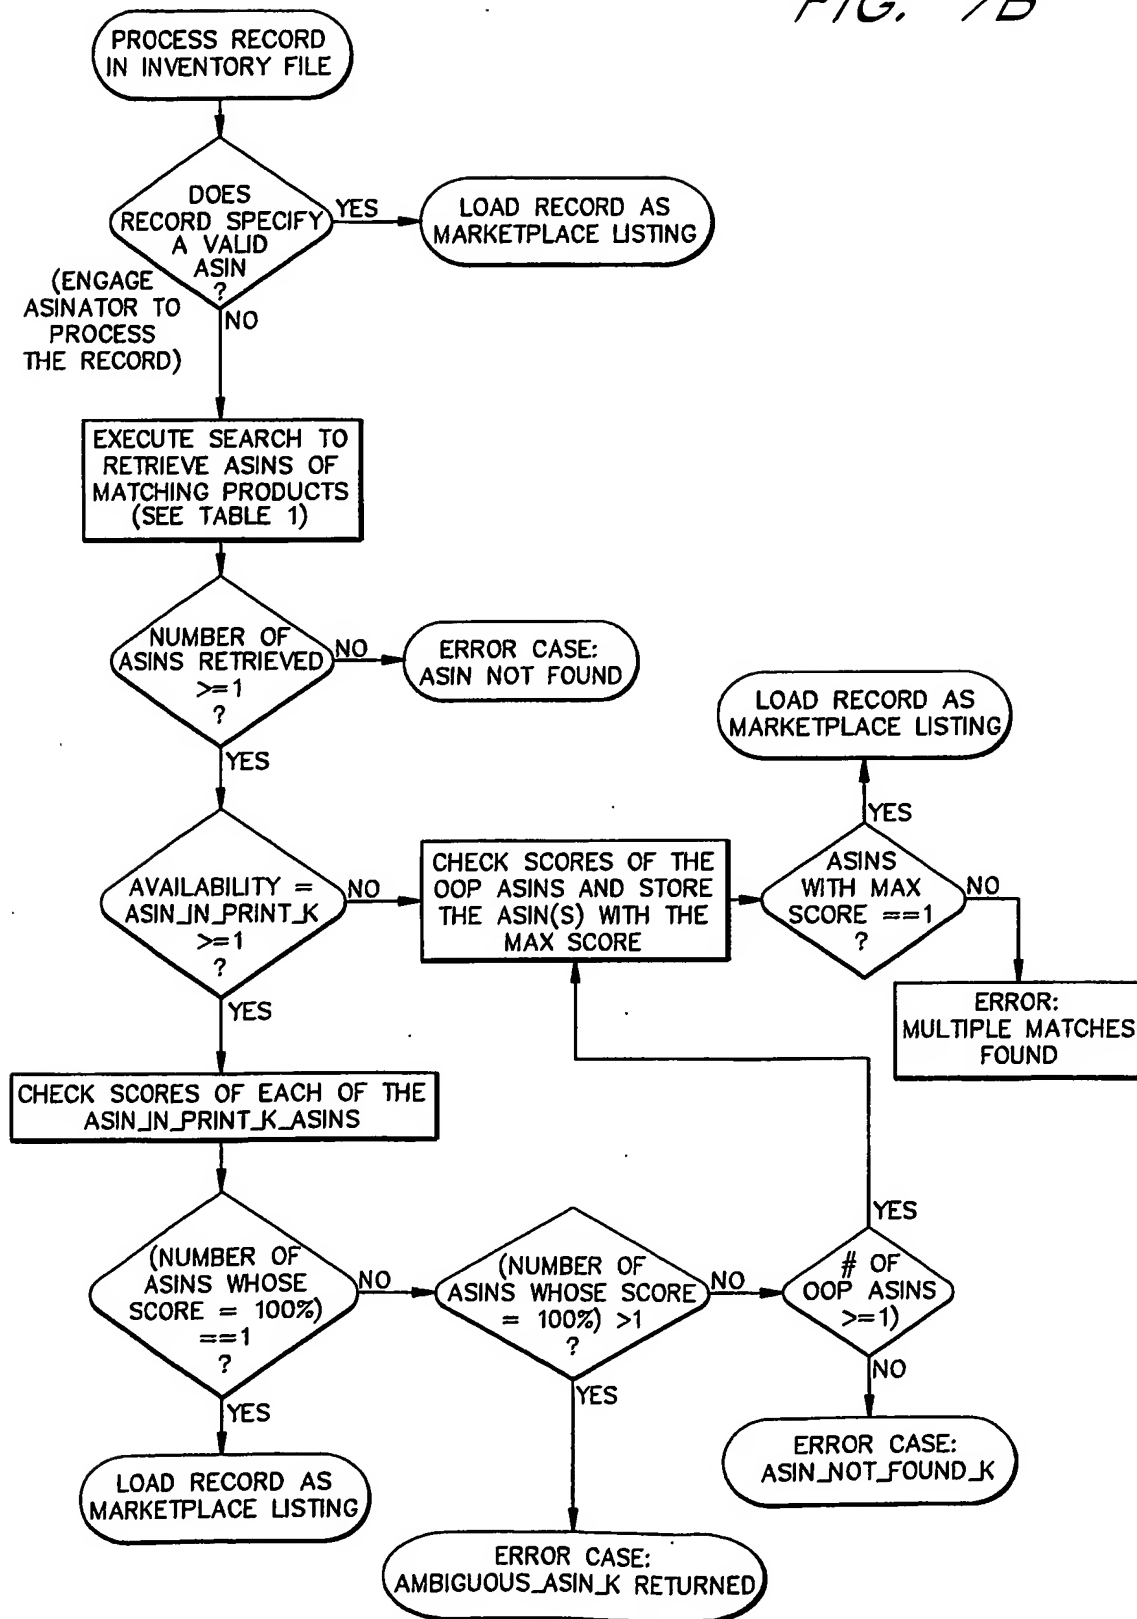 FIG. 7B
PROCESS RECORD
IN INVENTORY FILE
DOES
RECORD SPECIFY
A VALID
ASIN
?
YES
LOAD RECORD AS
MARKETPLACE LISTING
(ENGAGE
ASINATOR TO
PROCESS
THE RECORD)
NO
EXECUTE SEARCH TO
RETRIEVE ASINS OF
MATCHING PRODUCTS
(SEE TABLE 1)
NUMBER OF
ASINS RETRIEVED
>=1
?
NO
ERROR CASE:
ASIN NOT FOUND
YES
AVAILABILITY =
ASIN_IN_PRINT_K
>=1
?
NO
CHECK SCORES OF THE
OOP ASINS AND STORE
THE ASIN(S) WITH THE
MAX SCORE
LOAD RECORD AS
MARKETPLACE LISTING
YES
ASINS
WITH MAX
SCORE ==1
?
NO
ERROR:
MULTIPLE MATCHES
FOUND
YES
CHECK SCORES OF EACH OF THE
ASIN_IN_PRINT_K_ASINS
(NUMBER OF
ASINS WHOSE
SCORE = 100%)
==1
?
NO
(NUMBER OF
ASINS WHOSE SCORE
= 100%) >1
?
NO
YES
# OF
OOP ASINS
>=1)
NO
ERROR CASE:
ASIN_NOT_FOUND_K
YES
LOAD RECORD AS
MARKETPLACE LISTING
YES
ERROR CASE:
AMBIGUOUS_ASIN_K RETURNED